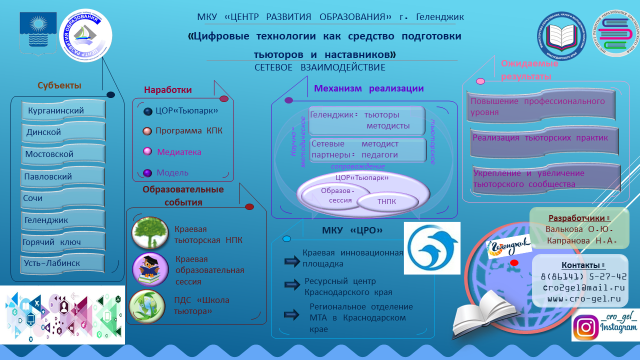 МКУ «ЦЕНТР РАЗВИТИЯ ОБРАЗОВАНИЯ» г. Геленджик
«Цифровые технологии как средство подготовки
тьюторов и наставников»
СЕТЕВОЕ ВЗАИМОДЕЙСТВИЕ
Субъекты
Курганинский
Динской
Мостовской
Павловский
Сочи
Геленджик
Горячий ключ
Усть-Лабинск
Наработки
ЦОР«Тьюпарк»
Программа КПК
Медиатека
Модель
Образовательные
события
Краевая
тьюторская НПК
Краевая
образовательная
сессия
ПДС «Школа
тьютора»
Механизм реализации
Геленджик: тьюторы
методисты
Сетевые методист
партнеры: педагоги
сопровождение
ЦОР«Тьюпарк»
Образов-
сессия
ТНПК
МКУ «ЦРО»
Краевая инновационная
площадка
Ресурсный центр
Краснодарского края
Региональное отделение
МТА в Краснодарском
крае
Ожидаемые
результаты
Повышение профессионального
уровня
Реализация тьюторских практик
Укрепление и увеличение
тьюторского сообщества
Геленджик
Разработчики:
Валькова О.Ю.
Капранова Н.А.
Контакты:
8(86141) 5-27-42
cro2gel@mail.ru
www.cro-gel.ru
_cro_gel_
Instagram